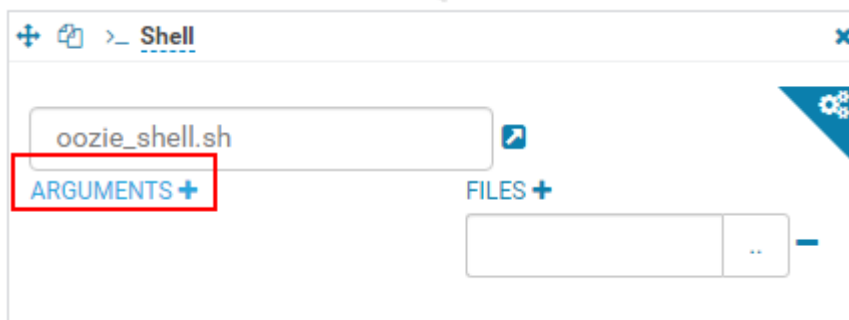 >_ Shell
oozie_shell.sh
ARGUMENTS +
FILES +
..